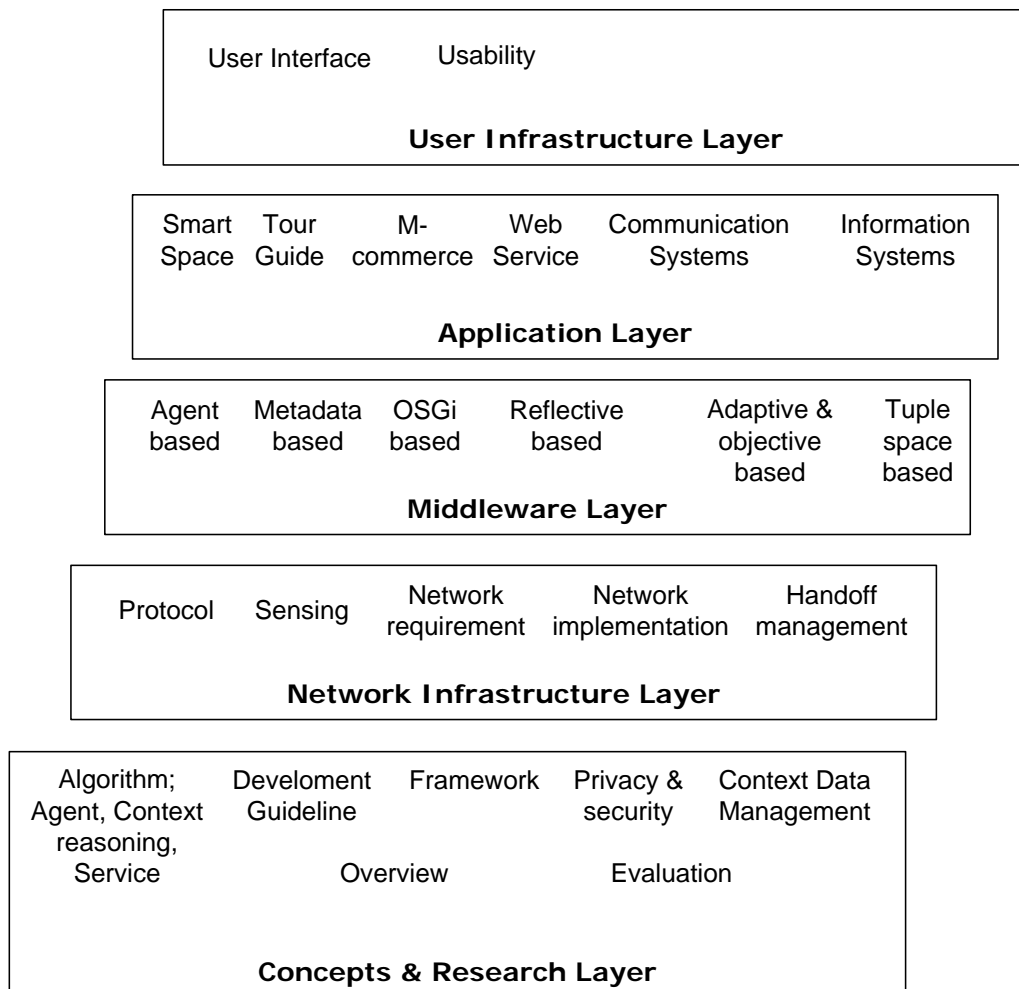 User Interface Usability
User Infrastructure Layer
Smart Tour M- Web Communication Information
Space Guide commerce Service Systems Systems
Application Layer
Agent Metadata OSGi Reflective Adaptive & Tuple
based based based based objective space
based based
Middleware Layer
Protocol Sensing Network Network Handoff
requirement implementation management
Network Infrastructure Layer
Algorithm; Develoment Framework Privacy & Context Data
Agent, Context Guideline security Management
reasoning,
Service Overview Evaluation
Concepts & Research Layer